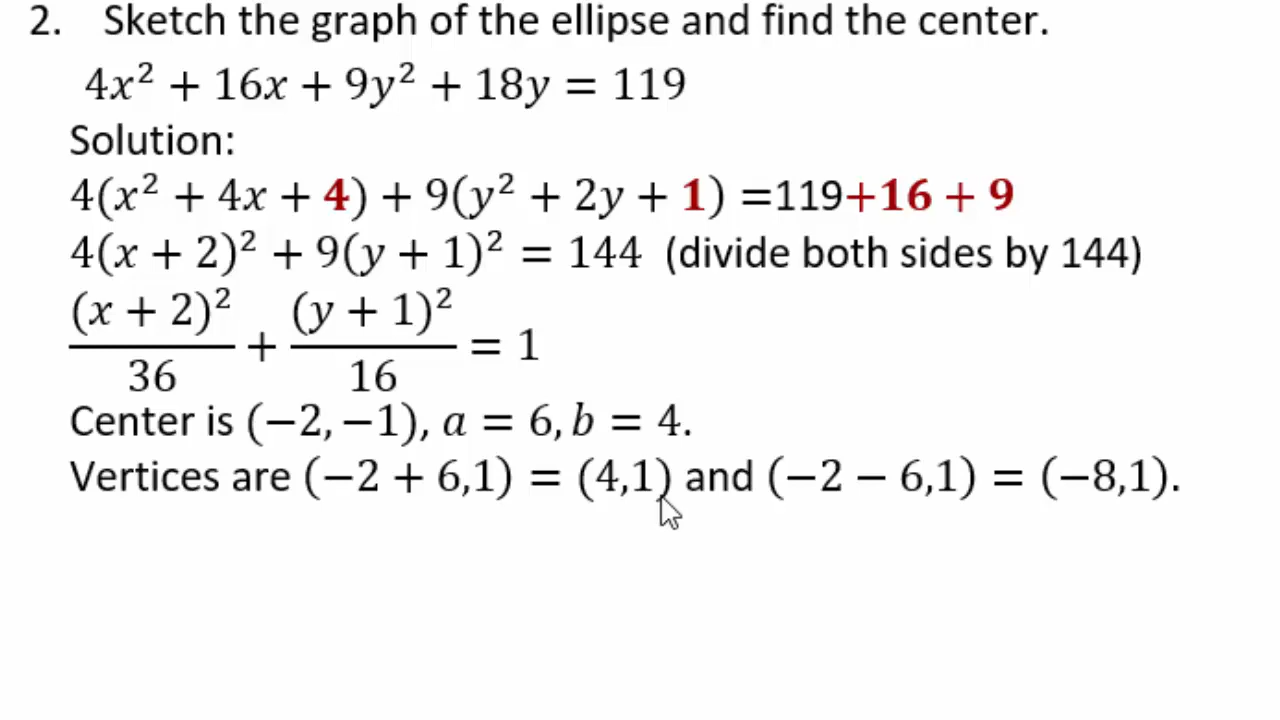 2. Sketch the graph of the ellipse and find the center.
4x² + 16x + 9y² + 18y = 119
Solution:
4(x² + 4x + 4) + 9(y² + 2y + 1) =119+16 + 9
4(x + 2)² + 9(y + 1)² = 144 (divide both sides by 144)
(x + 2)²/36 + (y + 1)²/16 = 1
Center is (−2, −1), a = 6, b = 4.
Vertices are (−2 + 6,1) = (4,1) and (−2 − 6,1) = (−8,1).